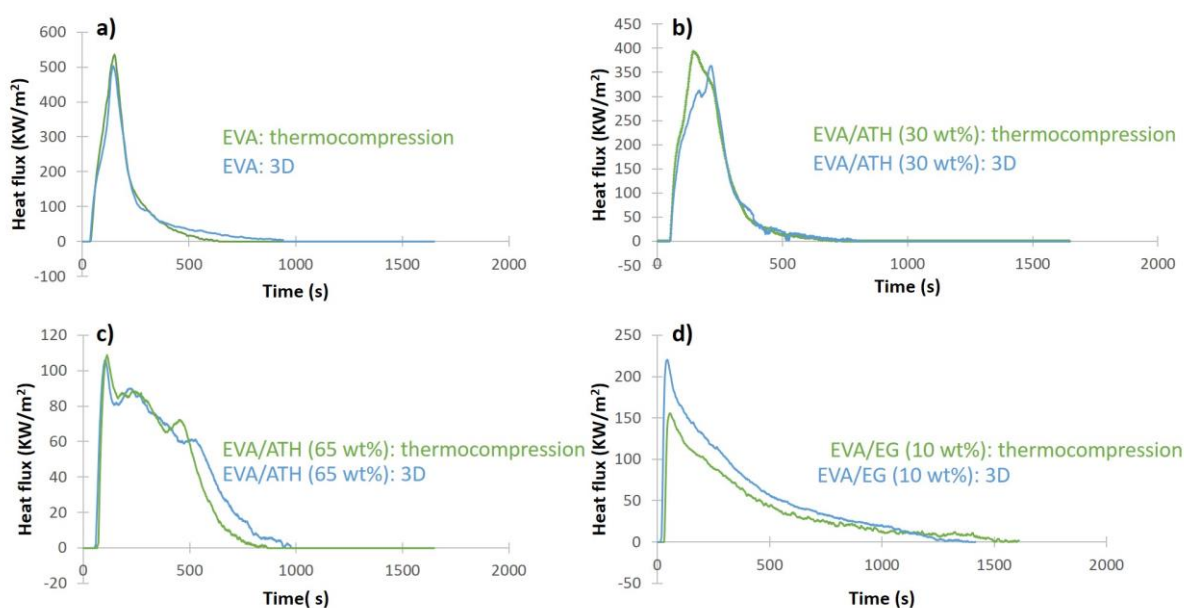 a)
Heat flux (KW/m²)
600
500
400
300
200
100
0
-100
0
500
1000
1500
2000
EVA: thermocompression
EVA: 3D
Time (s)
b)
Heat flux (KW/m²)
450
400
350
300
250
200
150
100
50
0
50
0
500
1000
1500
2000
EVA/ATH (30 wt%): thermocompression
EVA/ATH (30 wt%): 3D
Time (s)
c)
Heat flux (KW/m²)
120
100
80
60
40
20
0
-20
0
500
1000
1500
2000
EVA/ATH (65 wt%): thermocompression
EVA/ATH (65 wt%): 3D
Time( s)
d)
Heat flux (KW/m²)
250
200
150
100
50
0
-50
0
500
1000
1500
2000
EVA/EG (10 wt%): thermocompression
EVA/EG (10 wt%): 3D
Time (s)